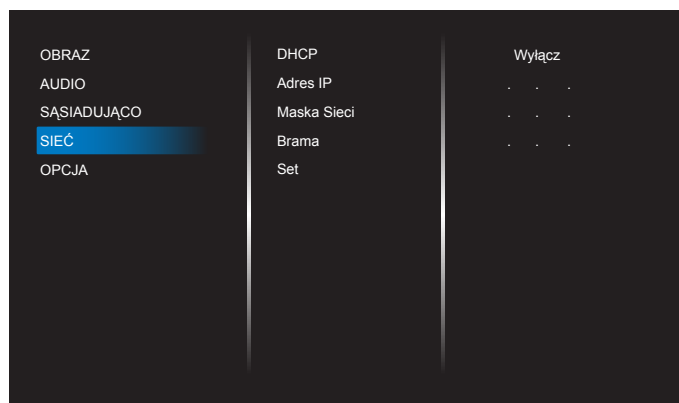 OBRAZ
AUDIO
SĄSIADUJĄCO
SIEĆ
OPCJA
DHCP Wyłącz
Adres IP . . .
Maska Sieci . . .
Brama . . .
Set